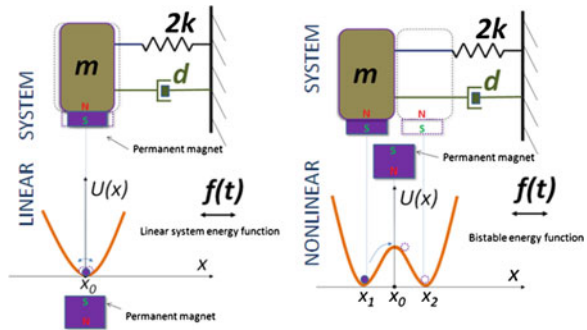 LINEAR SYSTEM
2k
m
d
N
S
Permanent magnet
U(x)
f(t)
Linear system energy function
x
x0
S
N
Permanent magnet
NONLINEAR SYSTEM
2k
m
d
N
S
S
Permanent magnet
S
N
U(x)
f(t)
Bistable energy function
x
x1
x0
x2